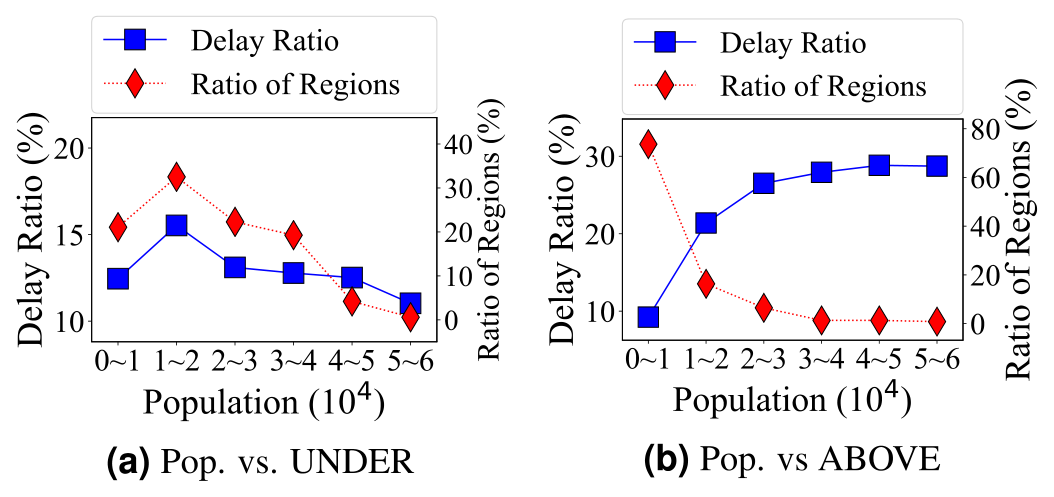 Delay Ratio
Ratio of Regions
Delay Ratio (%)
20
15
10
40
30
20
10
0
Ratio of Regions (%)
0~1 1~2 2~3 3~4 4~5 5~6
Population (10⁴)
(a) Pop. vs. UNDER
Delay Ratio
Ratio of Regions
Delay Ratio (%)
30
20
10
80
60
40
20
0
Ratio of Regions (%)
0~1 1~2 2~3 3~4 4~5 5~6
Population (10⁴)
(b) Pop. vs ABOVE